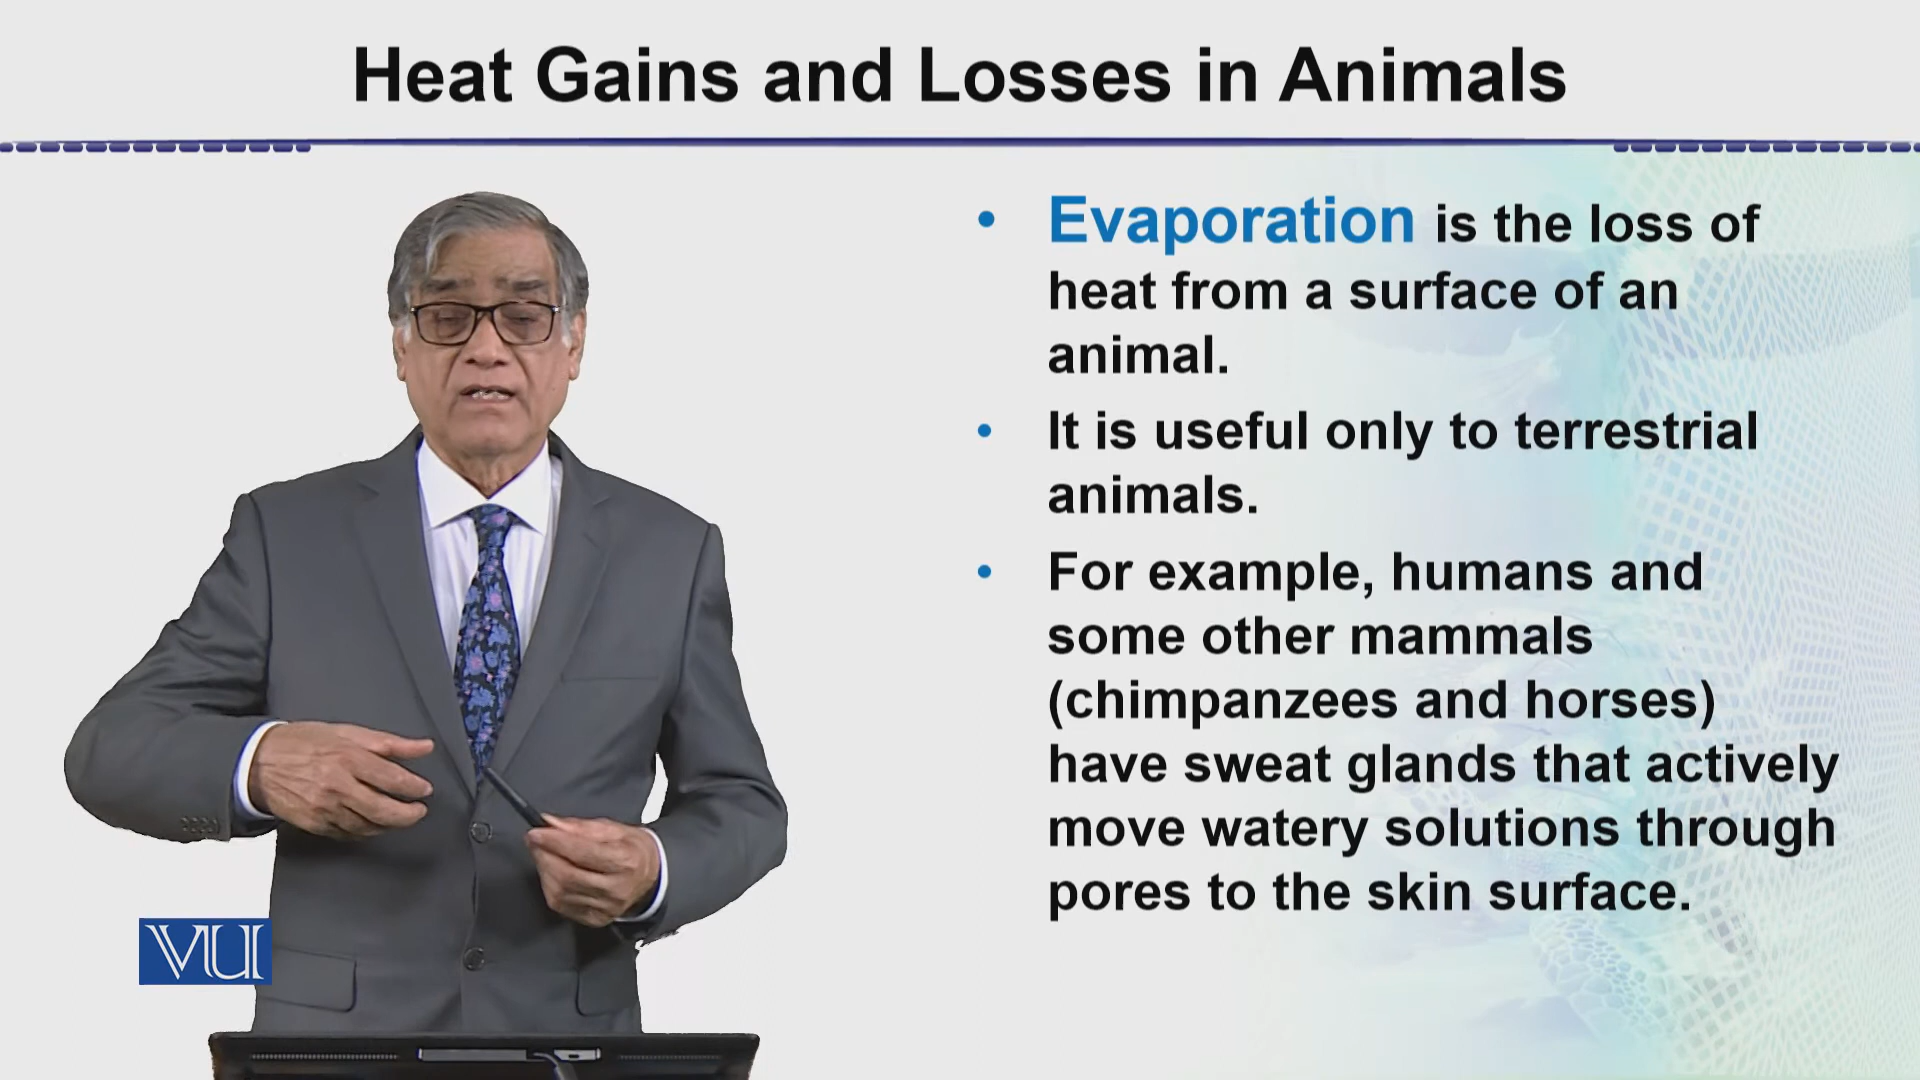 Heat Gains and Losses in Animals
• Evaporation is the loss of
heat from a surface of an
animal.
• It is useful only to terrestrial
animals.
• For example, humans and
some other mammals
(chimpanzees and horses)
have sweat glands that actively
move watery solutions through
pores to the skin surface.
VU